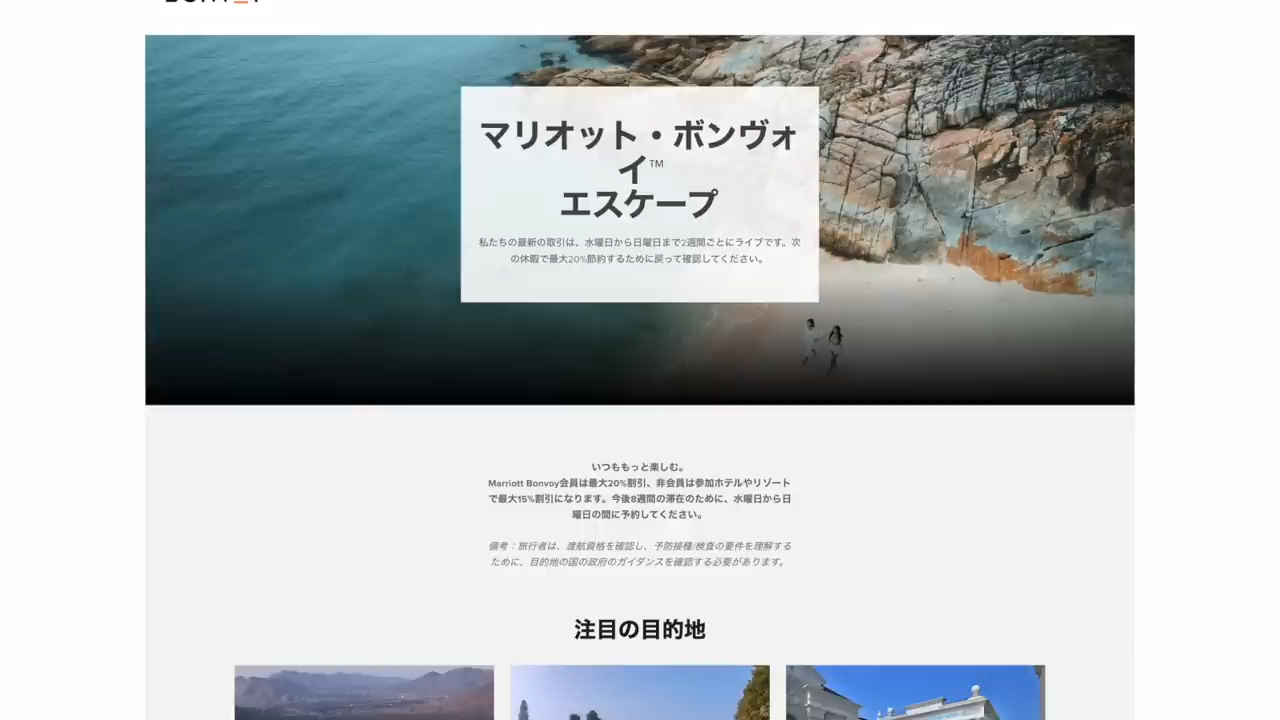 マリオット・ボンヴォ
イ™
エスケープ
私たちの最新の取引は、水曜日から日曜日まで2週間ごとにライブです。次
の休暇で最大20%節約するために戻って確認してください。
いつももっと楽しむ。
Marriott Bonvoy会員は最大20%割引、非会員は参加ホテルやリゾート
で最大15%割引になります。今後8週間の滞在のために、水曜日から日
曜日の間に予約してください。
備考：旅行者は、渡航資格を確認し、予防接種/検査の要件を理解する
ために、目的地の国の政府のガイダンスを確認する必要があります。
注目の目的地